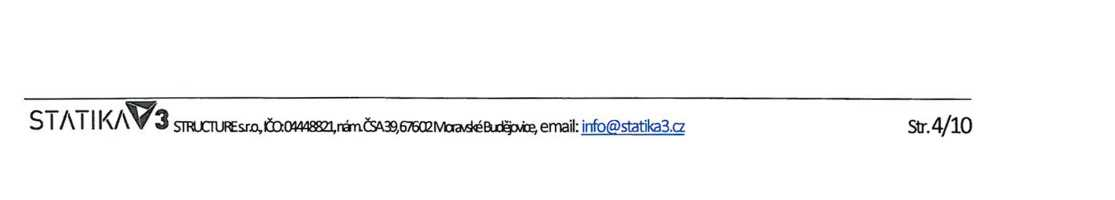 STATIKA 3 STRUCTURE s.r.o., IČO: 04448821, nám. ČSA 39, 67602 Moravské Budějovice, email: info@statika3.cz Str. 4/10